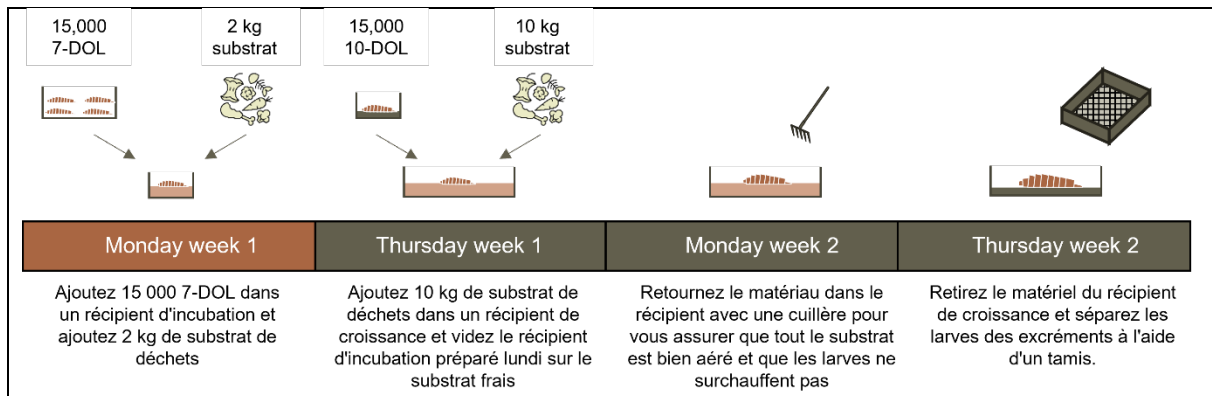 15,000
7-DOL
2 kg
substrat
15,000
10-DOL
10 kg
substrat
Monday week 1
Thursday week 1
Monday week 2
Thursday week 2
Ajoutez 15 000 7-DOL dans
un récipient d'incubation et
ajoutez 2 kg de substrat de
déchets
Ajoutez 10 kg de substrat de
déchets dans un récipient de
croissance et videz le récipient
d'incubation préparé lundi sur le
substrat frais
Retournez le matériau dans le
récipient avec une cuillère pour
vous assurer que tout le substrat
est bien aéré et que les larves ne
surchauffent pas
Retirez le matériel du récipient
de croissance et séparez les
larves des excréments à l'aide
d'un tamis.